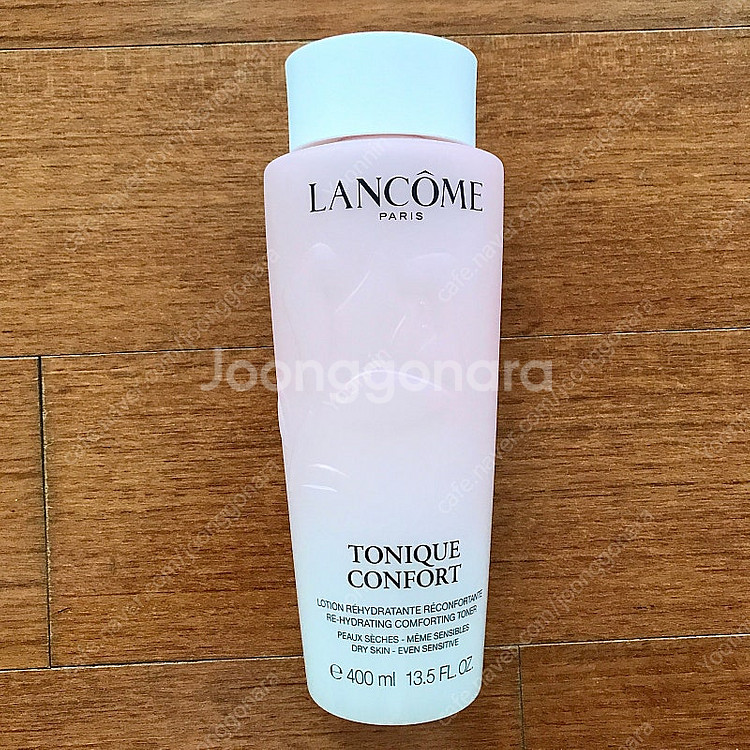 LANCÔME
PARIS
Joonggonara
TONIQUE
CONFORT
LOTION RÉHYDRATANTE RÉCONFORTANTE
RE-HYDRATING COMFORTING TONER
PEAUX SÈCHES - MÊME SENSIBLES
DRY SKIN - EVEN SENSITIVE
℮ 400 ml 13.5 FL. OZ.